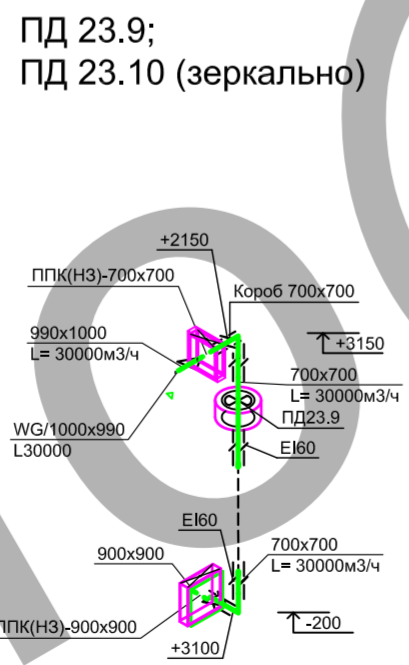 ПД 23.9;
ПД 23.10 (зеркально)
+2150
ППК(НЗ)-700х700
Короб 700х700
990х1000
L= 30000м3/ч
+3150
700х700
L= 30000м3/ч
ПД23.9
WG/1000х990
L30000
EI60
EI60
700х700
L= 30000м3/ч
900х900
ППК(НЗ)-900х900
-200
+3100